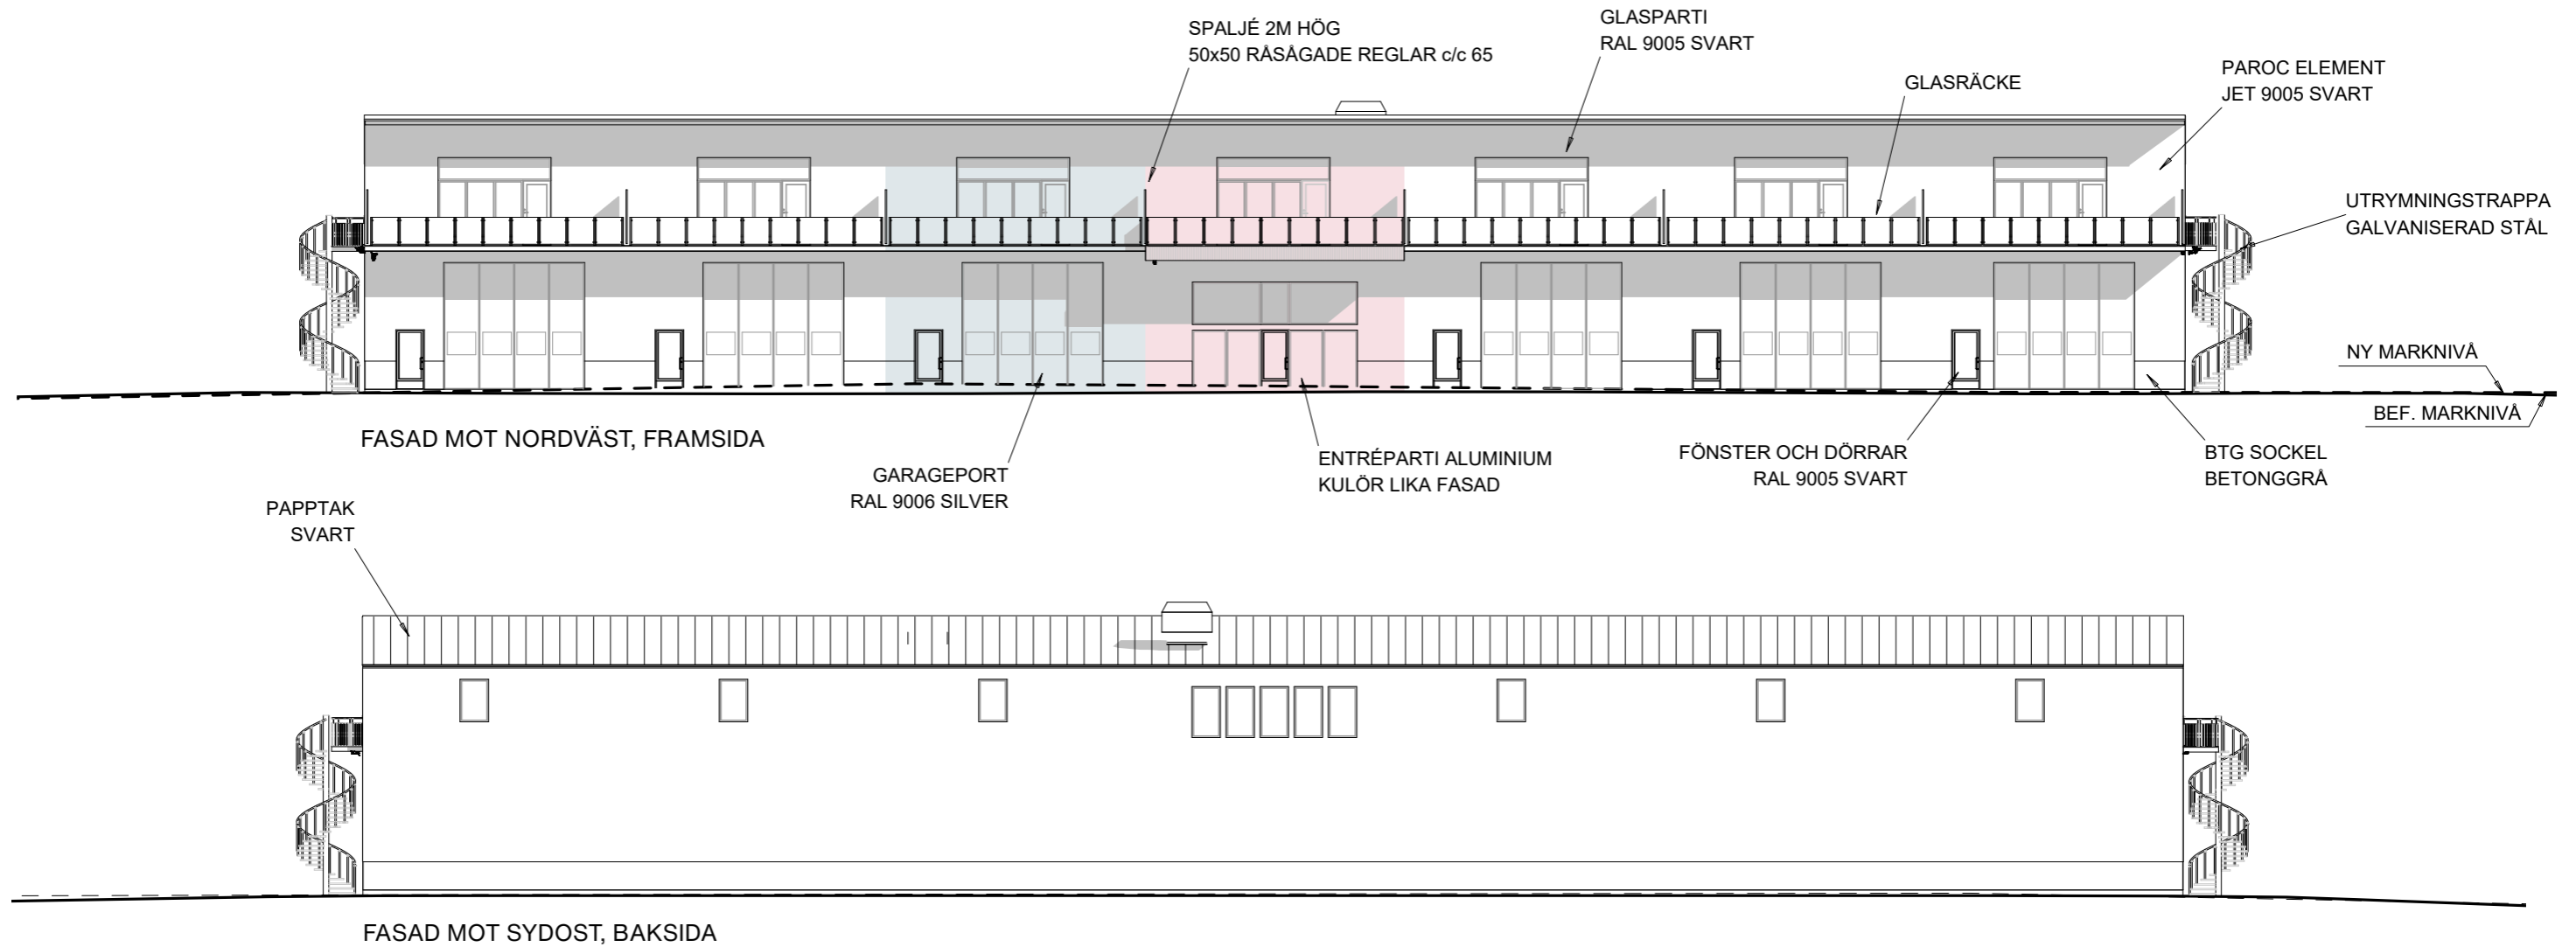 SPALJÉ 2M HÖG
50x50 RÅSÅGADE REGLAR c/c 65
GLASPARTI
RAL 9005 SVART
GLASRÄCKE
PAROC ELEMENT
JET 9005 SVART
UTRYMNINGSTRAPPA
GALVANISERAD STÅL
NY MARKNIVÅ
BEF. MARKNIVÅ
FASAD MOT NORDVÄST, FRAMSIDA
GARAGEPORT
RAL 9006 SILVER
ENTRÉPARTI ALUMINIUM
KULÖR LIKA FASAD
FÖNSTER OCH DÖRRAR
RAL 9005 SVART
BTG SOCKEL
BETONGGRÅ
PAPPTAK
SVART
FASAD MOT SYDOST, BAKSIDA